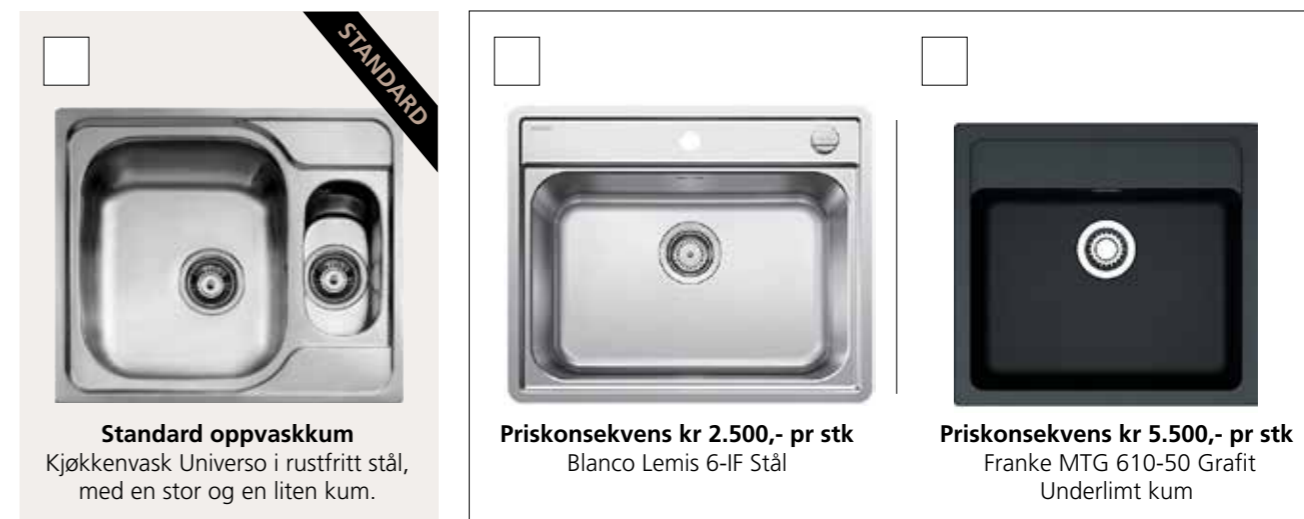 STANDARD
Standard oppvaskkum
Kjøkkenvask Universo i rustfritt stål,
med en stor og en liten kum.
Priskonsekvens kr 2.500,- pr stk
Blanco Lemis 6-IF Stål
Priskonsekvens kr 5.500,- pr stk
Franke MTG 610-50 Grafit
Underlimt kum